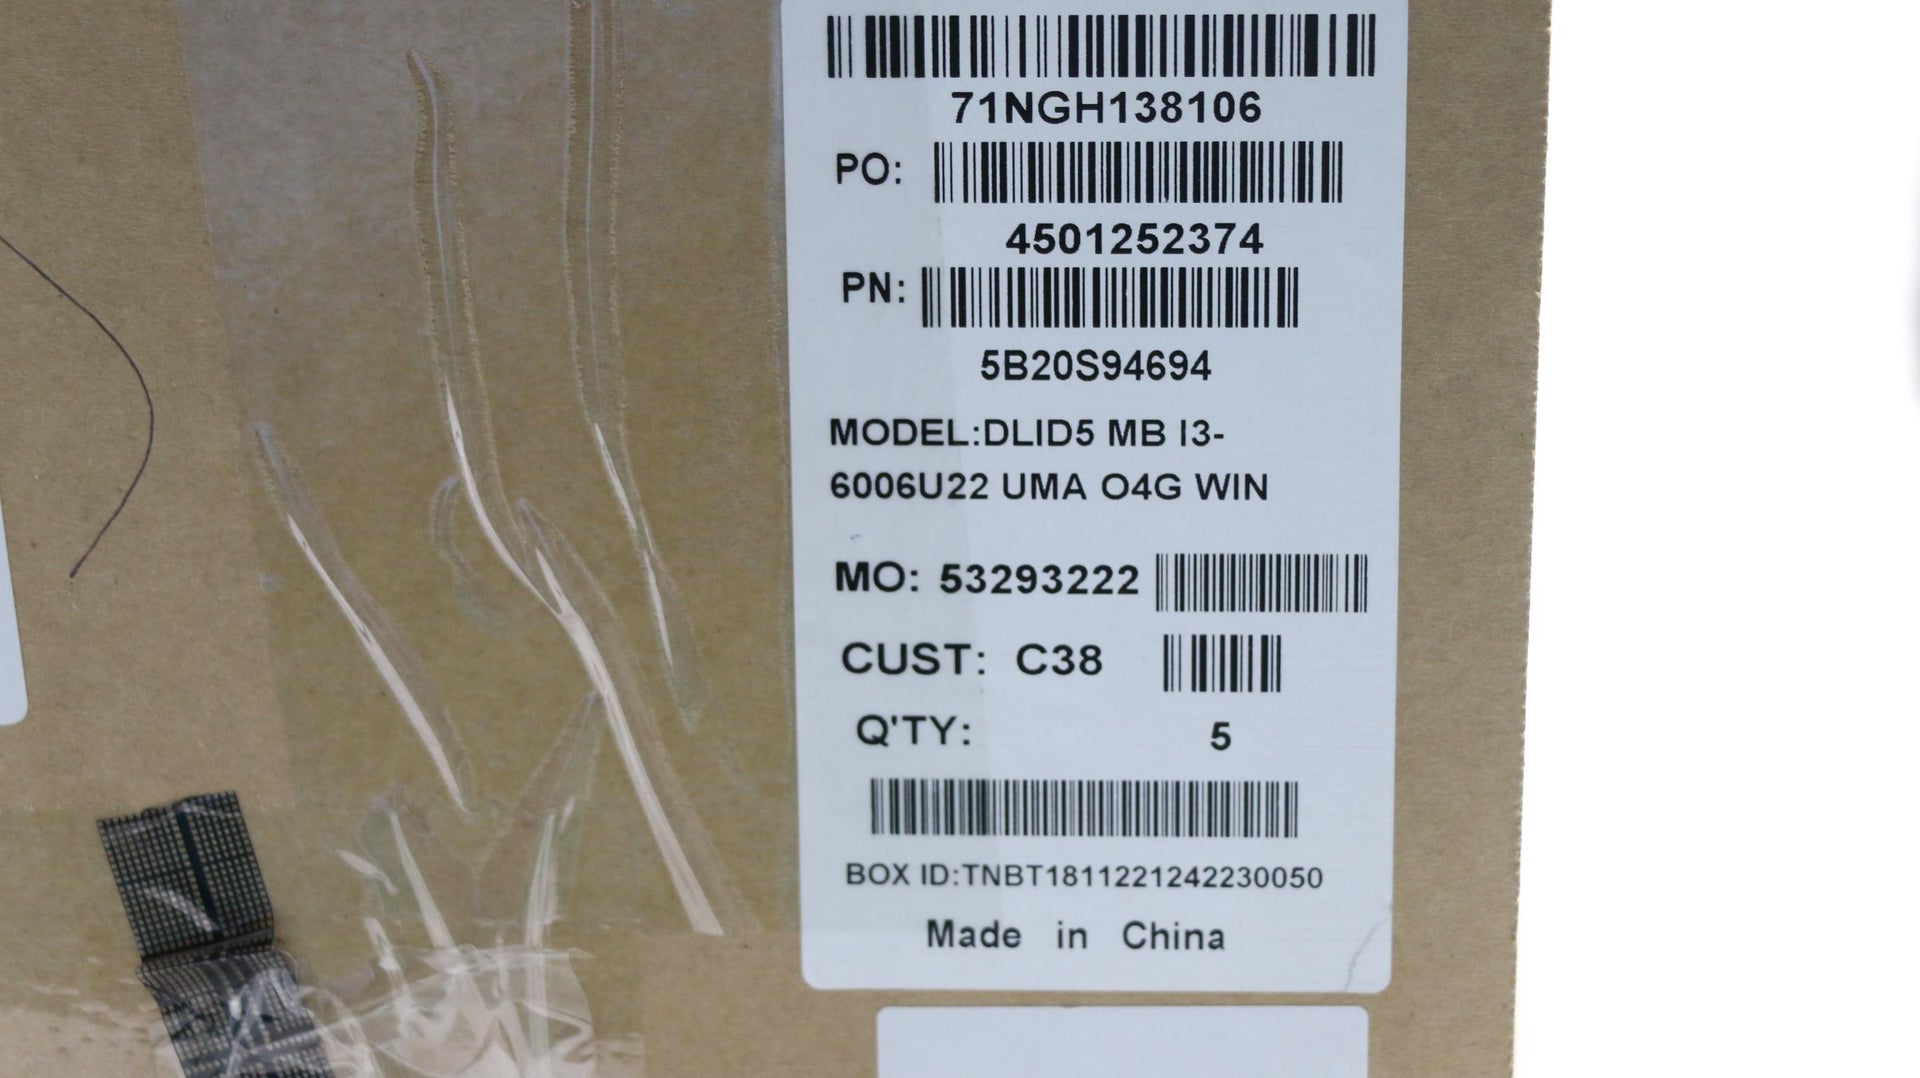 71NGH138106
PO:
4501252374
PN:
5B20S94694
MODEL:DLID5 MB I3-
6006U22 UMA O4G WIN
MO: 53293222
CUST: C38
Q'TY: 5
BOX ID:TNBT1811221242230050
Made in China